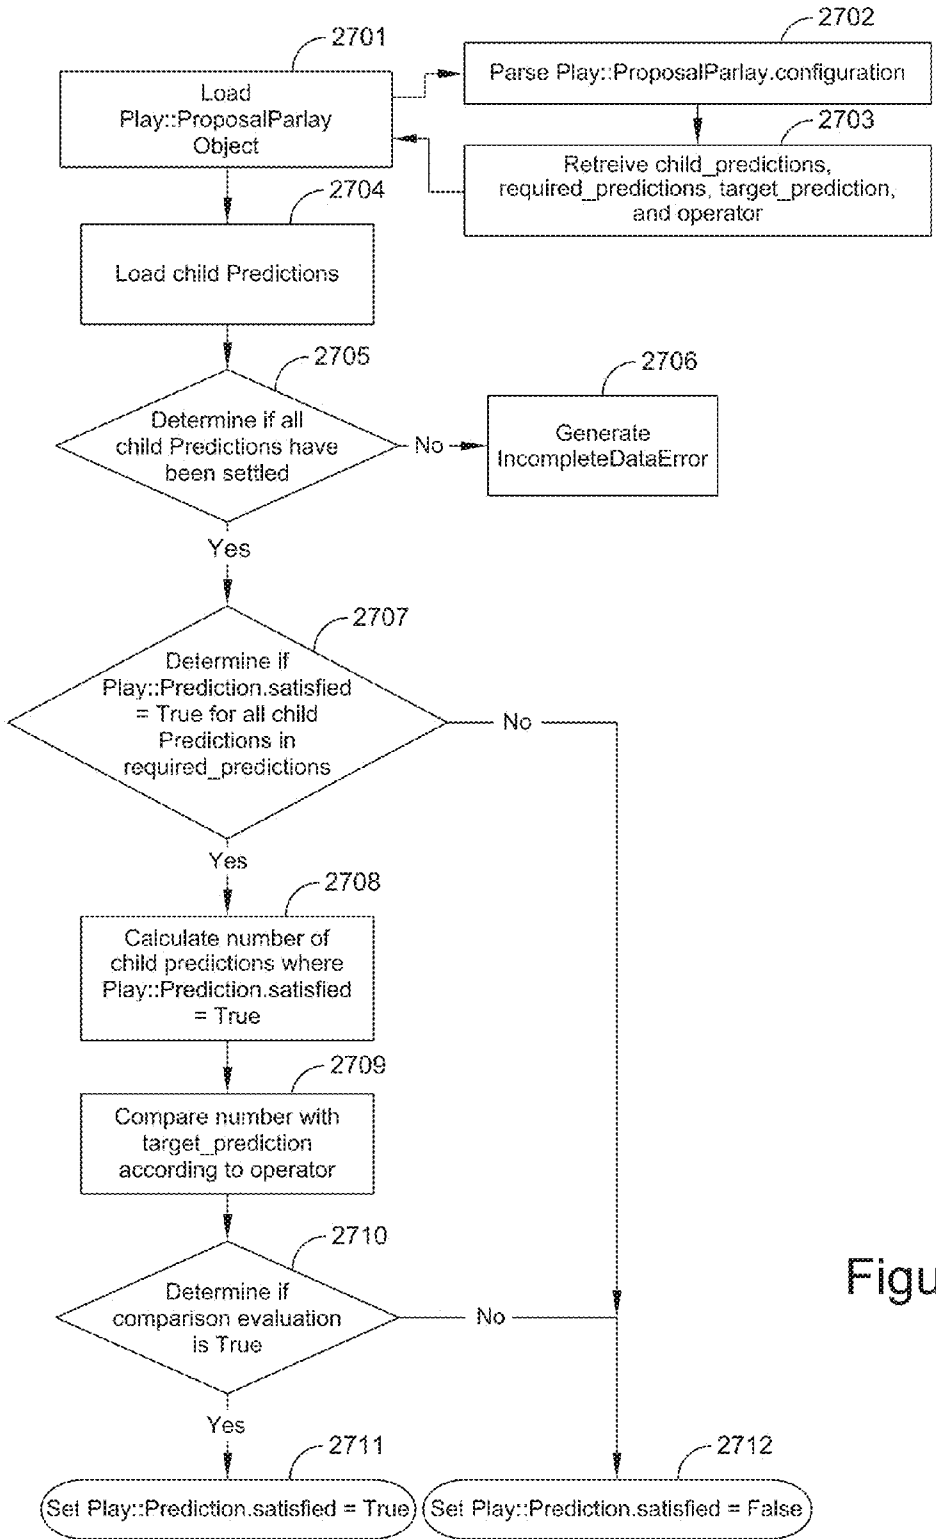 2701
Load
Play::ProposalParlay
Object
2702
Parse Play::ProposalParlay.configuration
2703
Retreive child_predictions,
required_predictions, target_prediction,
and operator
2704
Load child Predictions
2705
Determine if all
child Predictions have
been settled
No
2706
Generate
IncompleteDataError
Yes
2707
Determine if
Play::Prediction.satisfied
= True for all child
Predictions in
required_predictions
No
Yes
2708
Calculate number of
child predictions where
Play::Prediction.satisfied
= True
2709
Compare number with
target_prediction
according to operator
2710
Determine if
comparison evaluation
is True
No
Figu
Yes
2711
Set Play::Prediction.satisfied = True
2712
Set Play::Prediction.satisfied = False